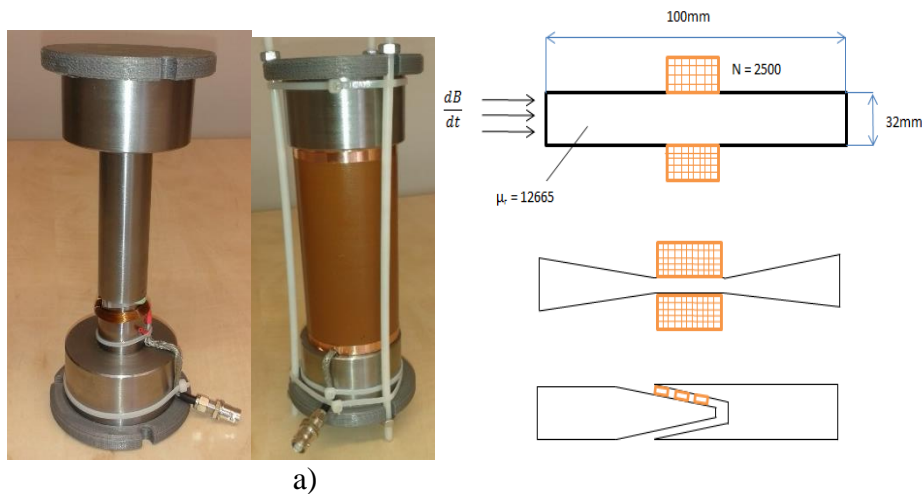 100mm
N = 2500
dB
dt
32mm
μr = 12665
a)